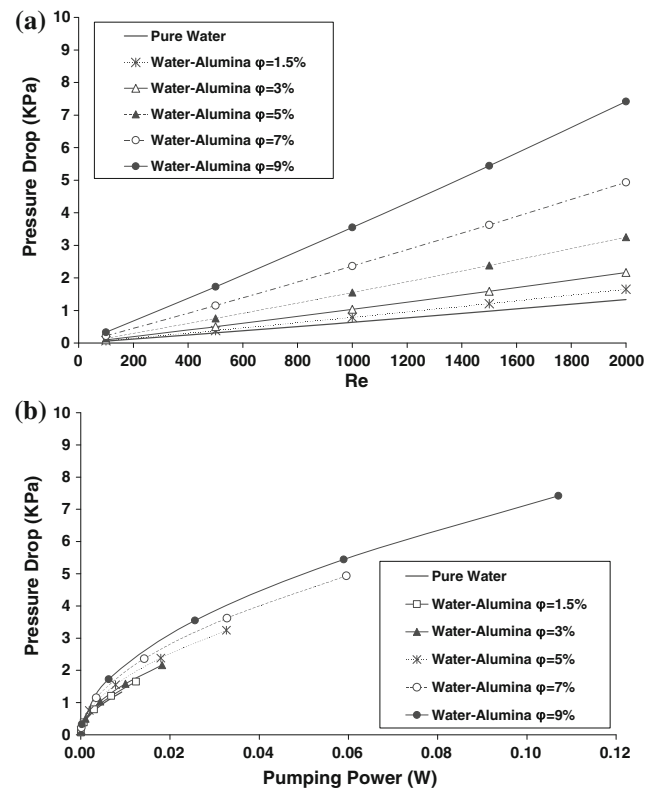 (a)
10
9
8
7
6
5
4
3
2
1
0
Pressure Drop (KPa)
Pure Water
Water-Alumina φ=1.5%
Water-Alumina φ=3%
Water-Alumina φ=5%
Water-Alumina φ=7%
Water-Alumina φ=9%
0 200 400 600 800 1000 1200 1400 1600 1800 2000
Re
(b)
10
9
8
7
6
5
4
3
2
1
0
Pressure Drop (KPa)
Pure Water
Water-Alumina φ=1.5%
Water-Alumina φ=3%
Water-Alumina φ=5%
Water-Alumina φ=7%
Water-Alumina φ=9%
0.00 0.02 0.04 0.06 0.08 0.10 0.12
Pumping Power (W)